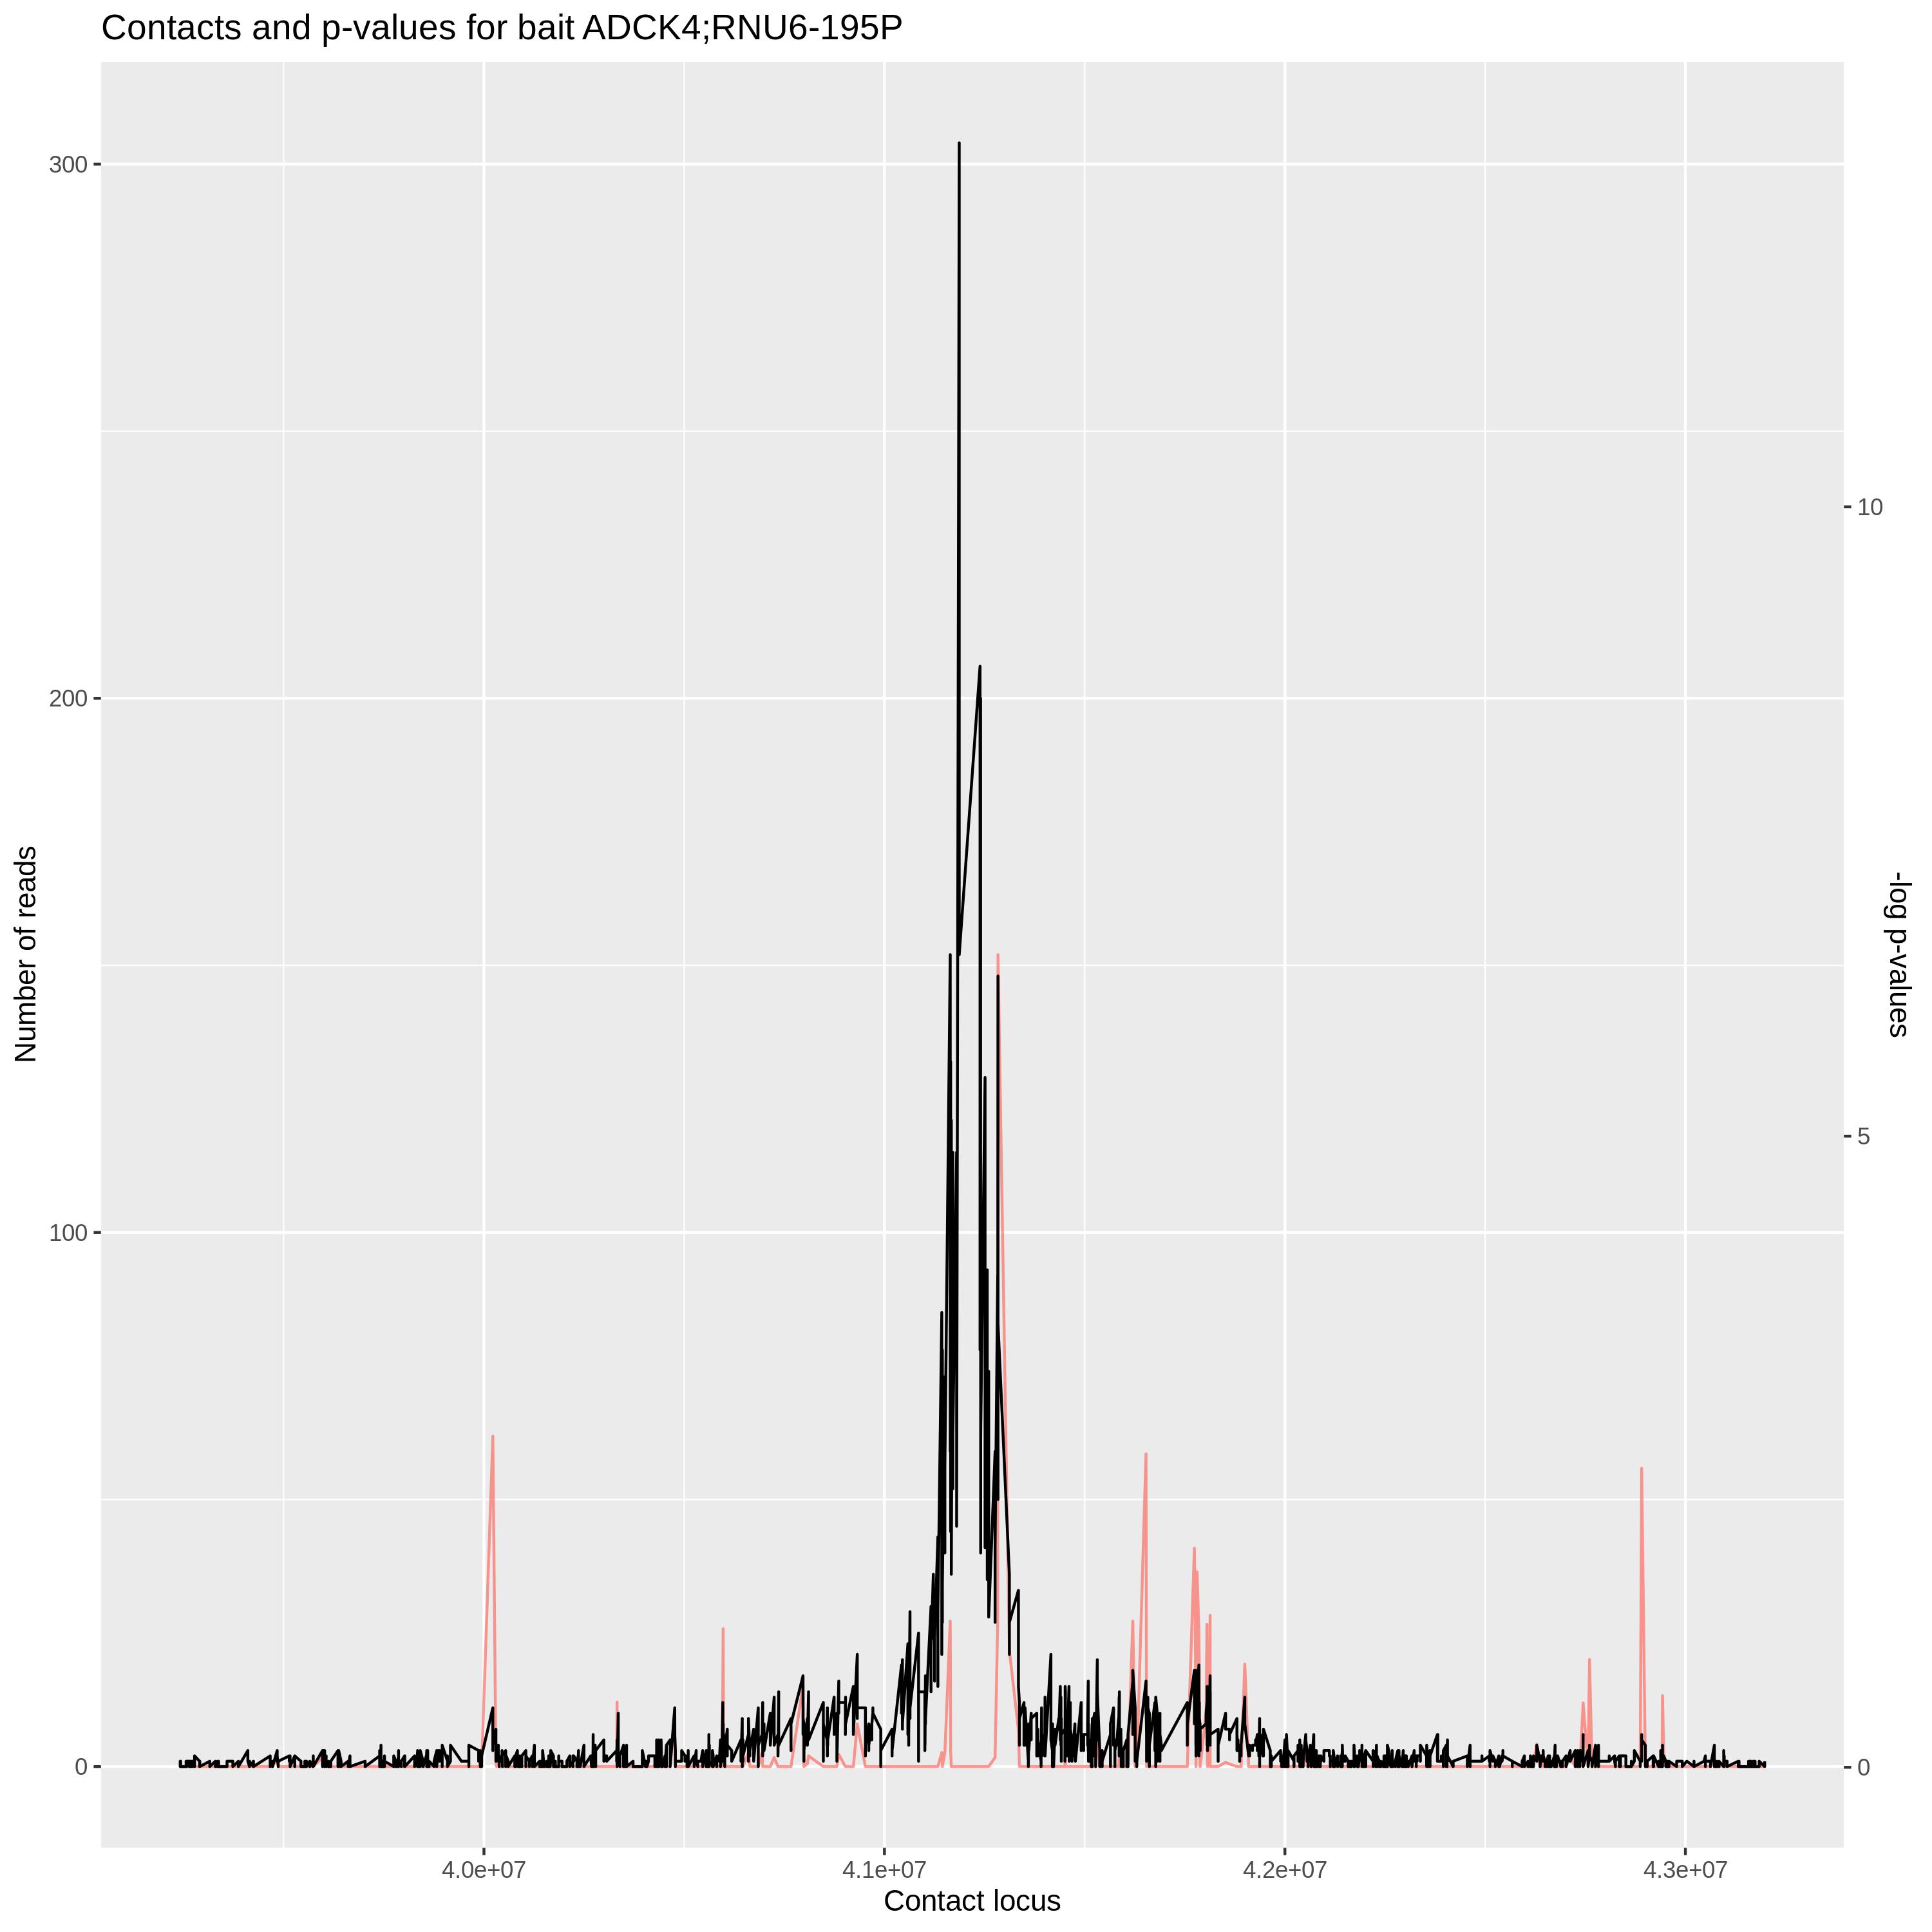 Contacts and p-values for bait ADCK4;RNU6-195P
300
200
100
0
Number of reads
10
5
0
-log p-values
4.0e+07
4.1e+07
4.2e+07
4.3e+07
Contact locus